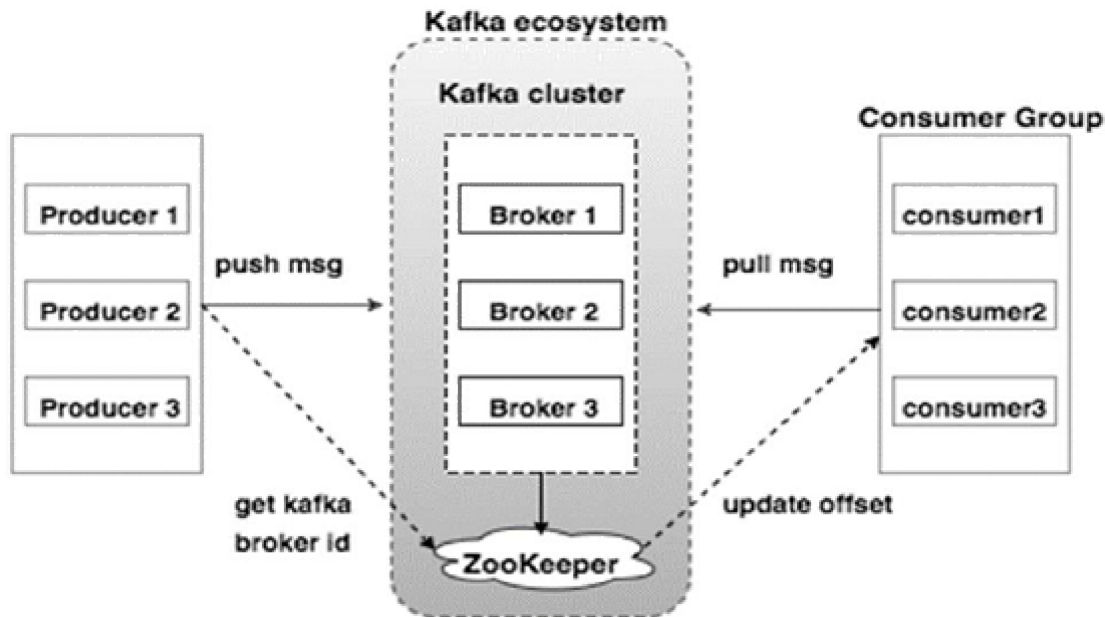 Kafka ecosystem
Kafka cluster
Consumer Group
Producer 1
Producer 2
Producer 3
push msg
get kafka
broker id
Broker 1
Broker 2
Broker 3
ZooKeeper
pull msg
update offset
consumer1
consumer2
consumer3